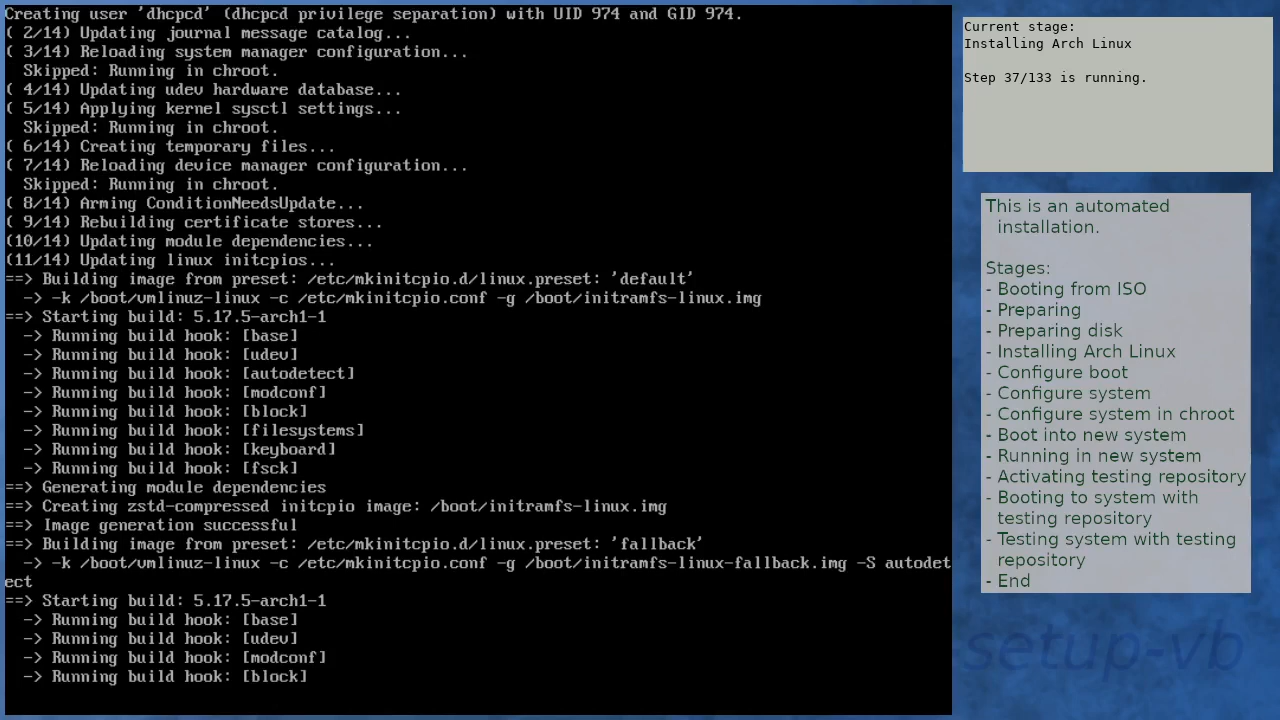 Creating user 'dhcpcd' (dhcpcd privilege separation) with UID 974 and GID 974.
( 2/14) Updating journal message catalog...
( 3/14) Reloading system manager configuration...
  Skipped: Running in chroot.
( 4/14) Updating udev hardware database...
( 5/14) Applying kernel sysctl settings...
  Skipped: Running in chroot.
( 6/14) Creating temporary files...
( 7/14) Reloading device manager configuration...
  Skipped: Running in chroot.
( 8/14) Arming ConditionNeedsUpdate...
( 9/14) Rebuilding certificate stores...
(10/14) Updating module dependencies...
(11/14) Updating linux initcpios...
==> Building image from preset: /etc/mkinitcpio.d/linux.preset: 'default'
  -> -k /boot/vmlinuz-linux -c /etc/mkinitcpio.conf -g /boot/initramfs-linux.img
==> Starting build: 5.17.5-arch1-1
  -> Running build hook: [base]
  -> Running build hook: [udev]
  -> Running build hook: [autodetect]
  -> Running build hook: [modconf]
  -> Running build hook: [block]
  -> Running build hook: [filesystems]
  -> Running build hook: [keyboard]
  -> Running build hook: [fsck]
==> Generating module dependencies
==> Creating zstd-compressed initcpio image: /boot/initramfs-linux.img
==> Image generation successful
==> Building image from preset: /etc/mkinitcpio.d/linux.preset: 'fallback'
  -> -k /boot/vmlinuz-linux -c /etc/mkinitcpio.conf -g /boot/initramfs-linux-fallback.img -S autodet
ect
==> Starting build: 5.17.5-arch1-1
  -> Running build hook: [base]
  -> Running build hook: [udev]
  -> Running build hook: [modconf]
  -> Running build hook: [block]
Current stage:
Installing Arch Linux
Step 37/133 is running.
This is an automated
installation.
Stages:
- Booting from ISO
- Preparing
- Preparing disk
- Installing Arch Linux
- Configure boot
- Configure system
- Configure system in chroot
- Boot into new system
- Running in new system
- Activating testing repository
- Booting to system with
testing repository
- Testing system with testing
repository
- End
setup-vb